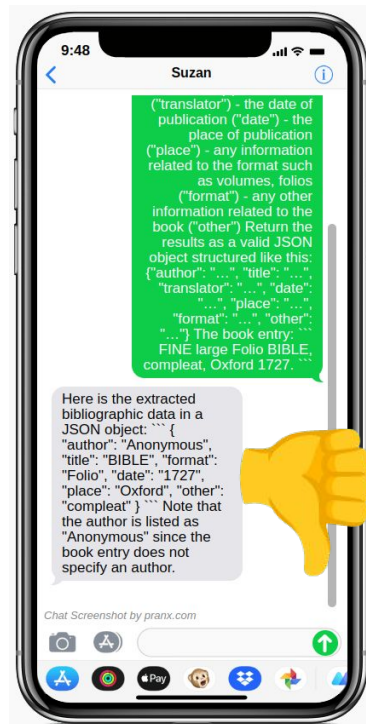 9:48
Suzan
("translator") - the date of
publication ("date") - the
place of publication
("place") - any information
related to the format such
as volumes, folios
("format") - any other
information related to the
book ("other") Return the
results as a valid JSON
object structured like this:
{"author": "...", "title": "...",
"translator": "...", "date":
"...", "place": "...",
"format": "...", "other":
"..."} The book entry: ```
FINE large Folio BIBLE,
compleat, Oxford 1727. ```
Here is the extracted
bibliographic data in a
JSON object: ``` {
"author": "Anonymous",
"title": "BIBLE", "format":
"Folio", "date": "1727",
"place": "Oxford", "other":
"compleat" } ``` Note that
the author is listed as
"Anonymous" since the
book entry does not
specify an author.
Chat Screenshot by pranx.com
Pay